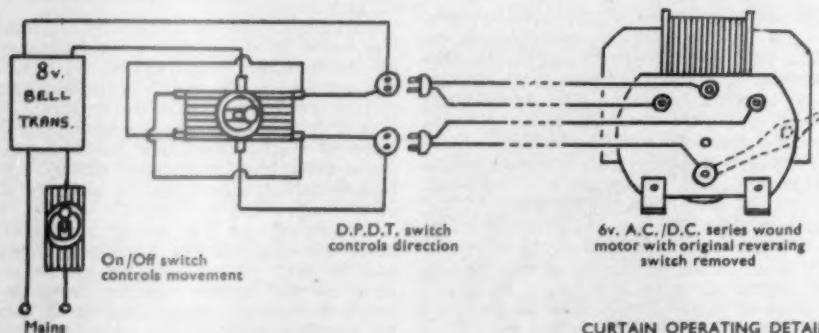 8v.
BELL
TRANS.
On/Off switch
controls movement
Mains
D.P.D.T. switch
controls direction
6v. A.C./D.C. series wound
motor with original reversing
switch removed
CURTAIN OPERATING DETAI